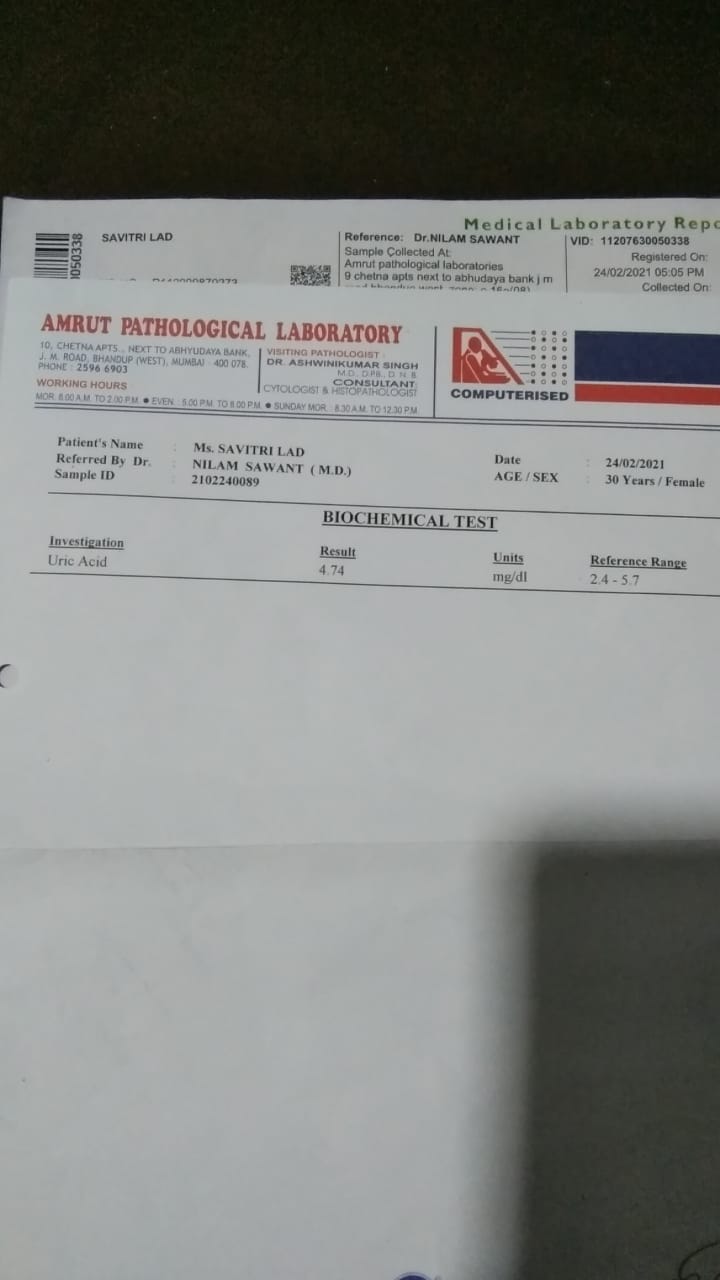 Medical Laboratory Repo
SAVITRI LAD
Reference: Dr.NILAM SAWANT
VID: 11207630050338
Sample Collected At:
Amrut pathological laboratories
9 chetna apts next to abhudaya bank j m
Registered On:
24/02/2021 05:05 PM
Collected On:
0050338
AMRUT PATHOLOGICAL LABORATORY
10, CHETNA APTS., NEXT TO ABHYUDAYA BANK,
J. M. ROAD, BHANDUP (WEST), MUMBAI 400 078.
PHONE : 2596 6903
WORKING HOURS
MOR. 8.00 A.M. TO 2.00 P.M. ● EVEN. : 5.00 P.M. TO 8.00 P.M. ● SUNDAY MOR. : 8.30 A.M. TO 12.30 P.M.
VISITING PATHOLOGIST :
DR. ASHWINIKUMAR SINGH
M.D., D.P.B., D. N. B.
CONSULTANT
CYTOLOGIST & HISTOPATHOLOGIST
COMPUTERISED
Patient's Name : Ms. SAVITRI LAD
Referred By Dr. : NILAM SAWANT ( M.D.)
Sample ID : 2102240089
Date : 24/02/2021
AGE / SEX : 30 Years / Female
BIOCHEMICAL TEST
Investigation Result Units Reference Range
Uric Acid 4.74 mg/dl 2.4 - 5.7